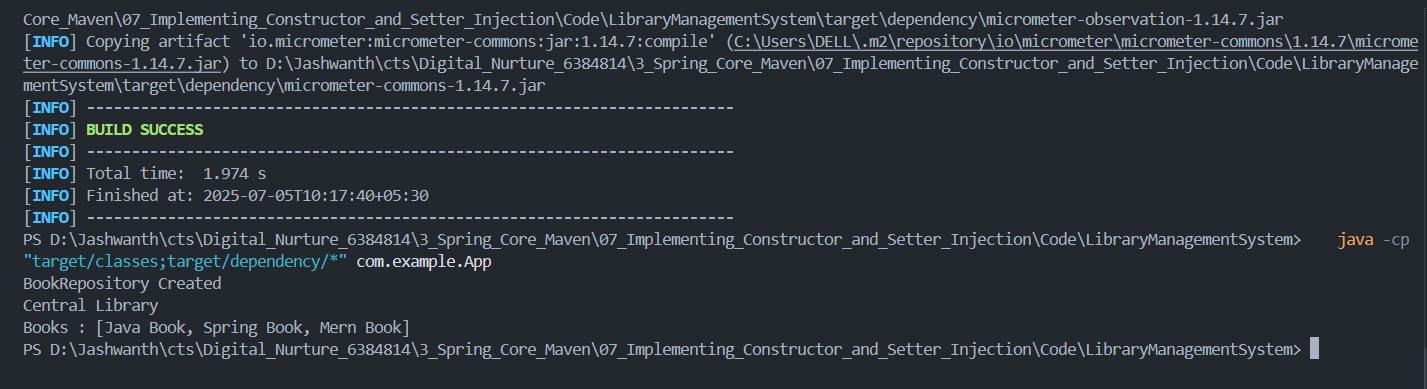 Core_Maven\07_Implementing_Constructor_and_Setter_Injection\Code\LibraryManagementSystem\target\dependency\micrometer-observation-1.14.7.jar
[INFO] Copying artifact 'io.micrometer:micrometer-commons:jar:1.14.7:compile' (C:\Users\DELL\.m2\repository\io\micrometer\micrometer-commons\1.14.7\microme
ter-commons-1.14.7.jar) to D:\Jashwanth\cts\Digital_Nurture_6384814\3_Spring_Core_Maven\07_Implementing_Constructor_and_Setter_Injection\Code\LibraryManage
mentSystem\target\dependency\micrometer-commons-1.14.7.jar
[INFO] ------------------------------------------------------------------------
[INFO] BUILD SUCCESS
[INFO] ------------------------------------------------------------------------
[INFO] Total time:  1.974 s
[INFO] Finished at: 2025-07-05T10:17:40+05:30
[INFO] ------------------------------------------------------------------------
PS D:\Jashwanth\cts\Digital_Nurture_6384814\3_Spring_Core_Maven\07_Implementing_Constructor_and_Setter_Injection\Code\LibraryManagementSystem>    java -cp
"target/classes;target/dependency/*" com.example.App
BookRepository Created
Central Library
Books : [Java Book, Spring Book, Mern Book]
PS D:\Jashwanth\cts\Digital_Nurture_6384814\3_Spring_Core_Maven\07_Implementing_Constructor_and_Setter_Injection\Code\LibraryManagementSystem>